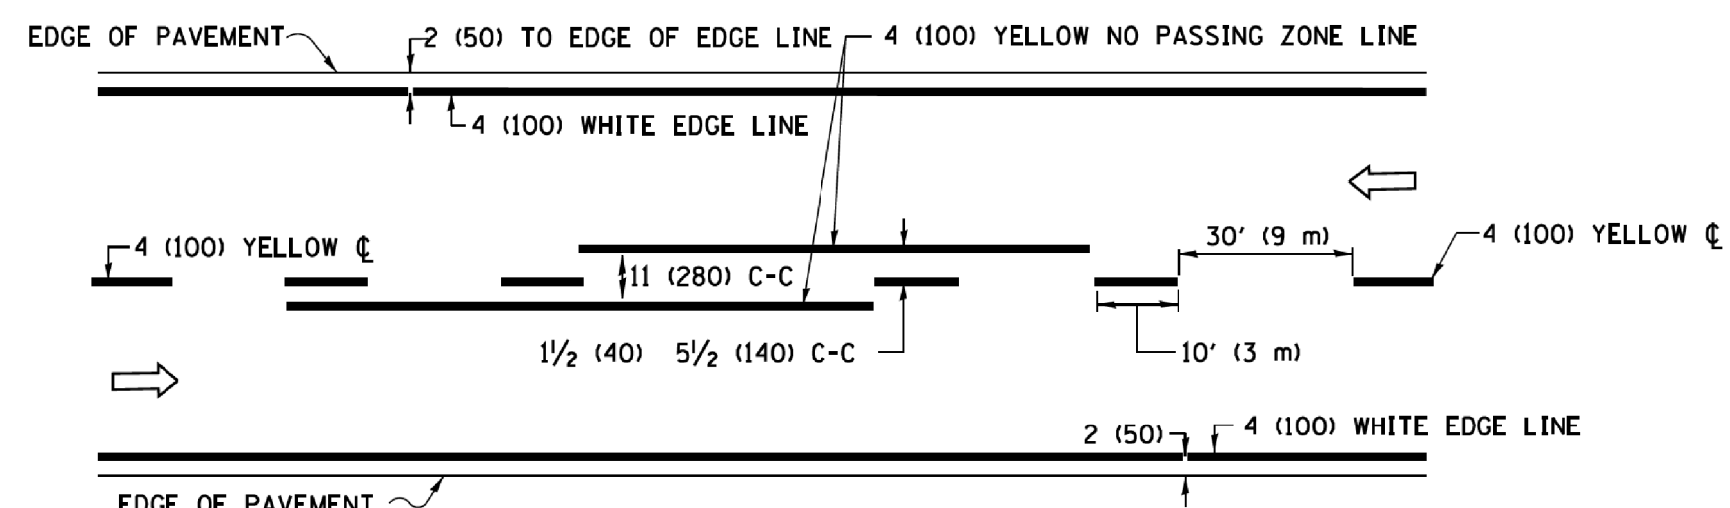 EDGE OF PAVEMENT 2 (50) TO EDGE OF EDGE LINE 4 (100) YELLOW NO PASSING ZONE LINE
4 (100) WHITE EDGE LINE
4 (100) YELLOW ℄ 30' (9 m) 4 (100) YELLOW ℄
11 (280) C-C
1½ (40) 5½ (140) C-C 10' (3 m)
2 (50) 4 (100) WHITE EDGE LINE
EDGE OF PAVEMENT